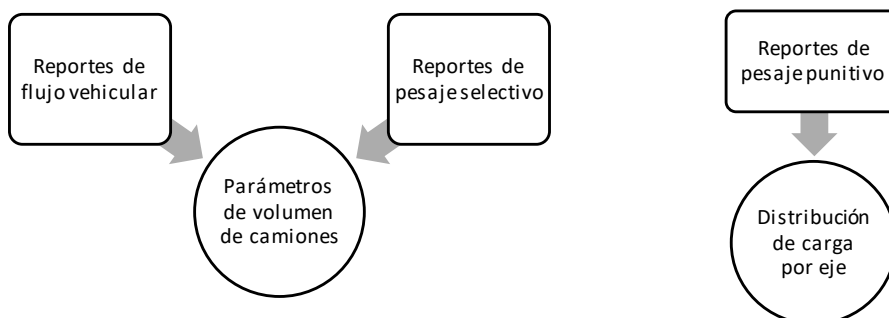 Reportes de
flujo vehicular
Reportes de
pesaje selectivo
Parámetros
de volumen
de camiones
Reportes de
pesaje punitivo
Distribución
de carga
por eje